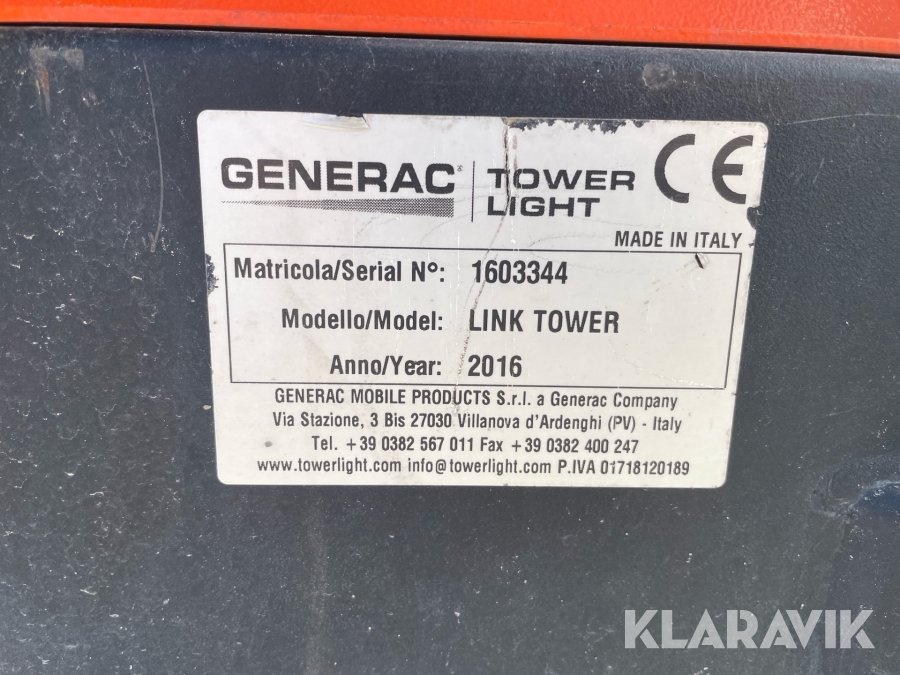 GENERAC® TOWER LIGHT CE
MADE IN ITALY
Matricola/Serial N°: 1603344
Modello/Model: LINK TOWER
Anno/Year: 2016
GENERAC MOBILE PRODUCTS S.r.l. a Generac Company
Via Stazione, 3 Bis 27030 Villanova d'Ardenghi (PV) - Italy
Tel. +39 0382 567 011 Fax +39 0382 400 247
www.towerlight.com info@towerlight.com P.IVA 01718120189
KLARAVIK